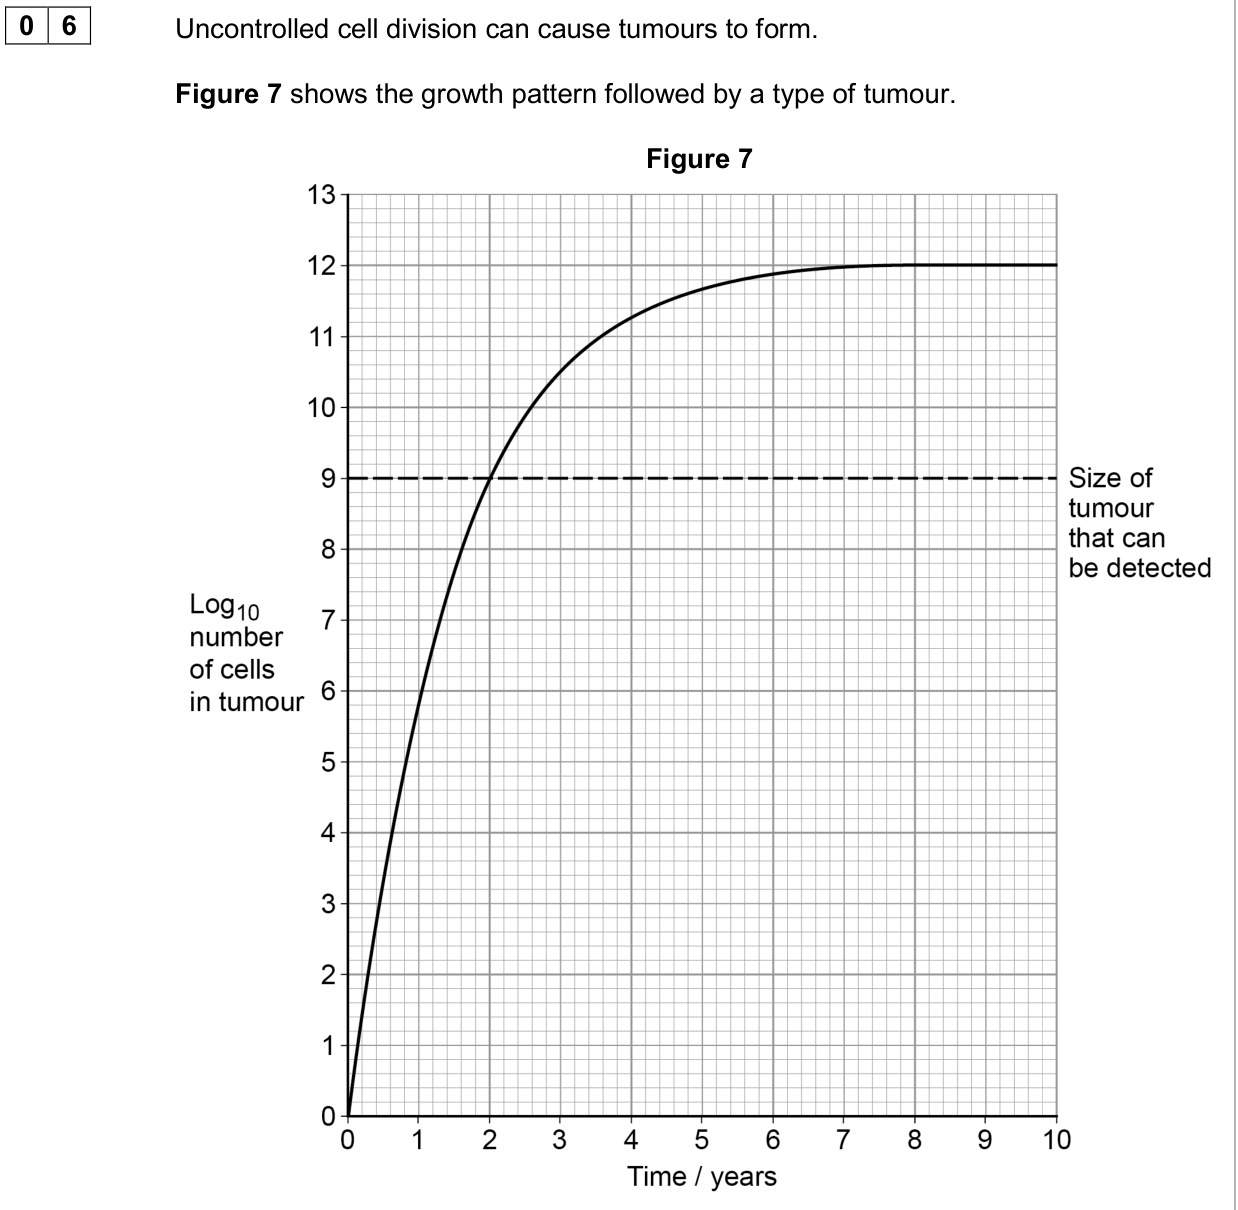 0 6
Uncontrolled cell division can cause tumours to form.
Figure 7 shows the growth pattern followed by a type of tumour.
Figure 7
13
12
11
10
9
8
7
6
5
4
3
2
1
0
Log10
number
of cells
in tumour
Size of
tumour
that can
be detected
0 1 2 3 4 5 6 7 8 9 10
Time / years